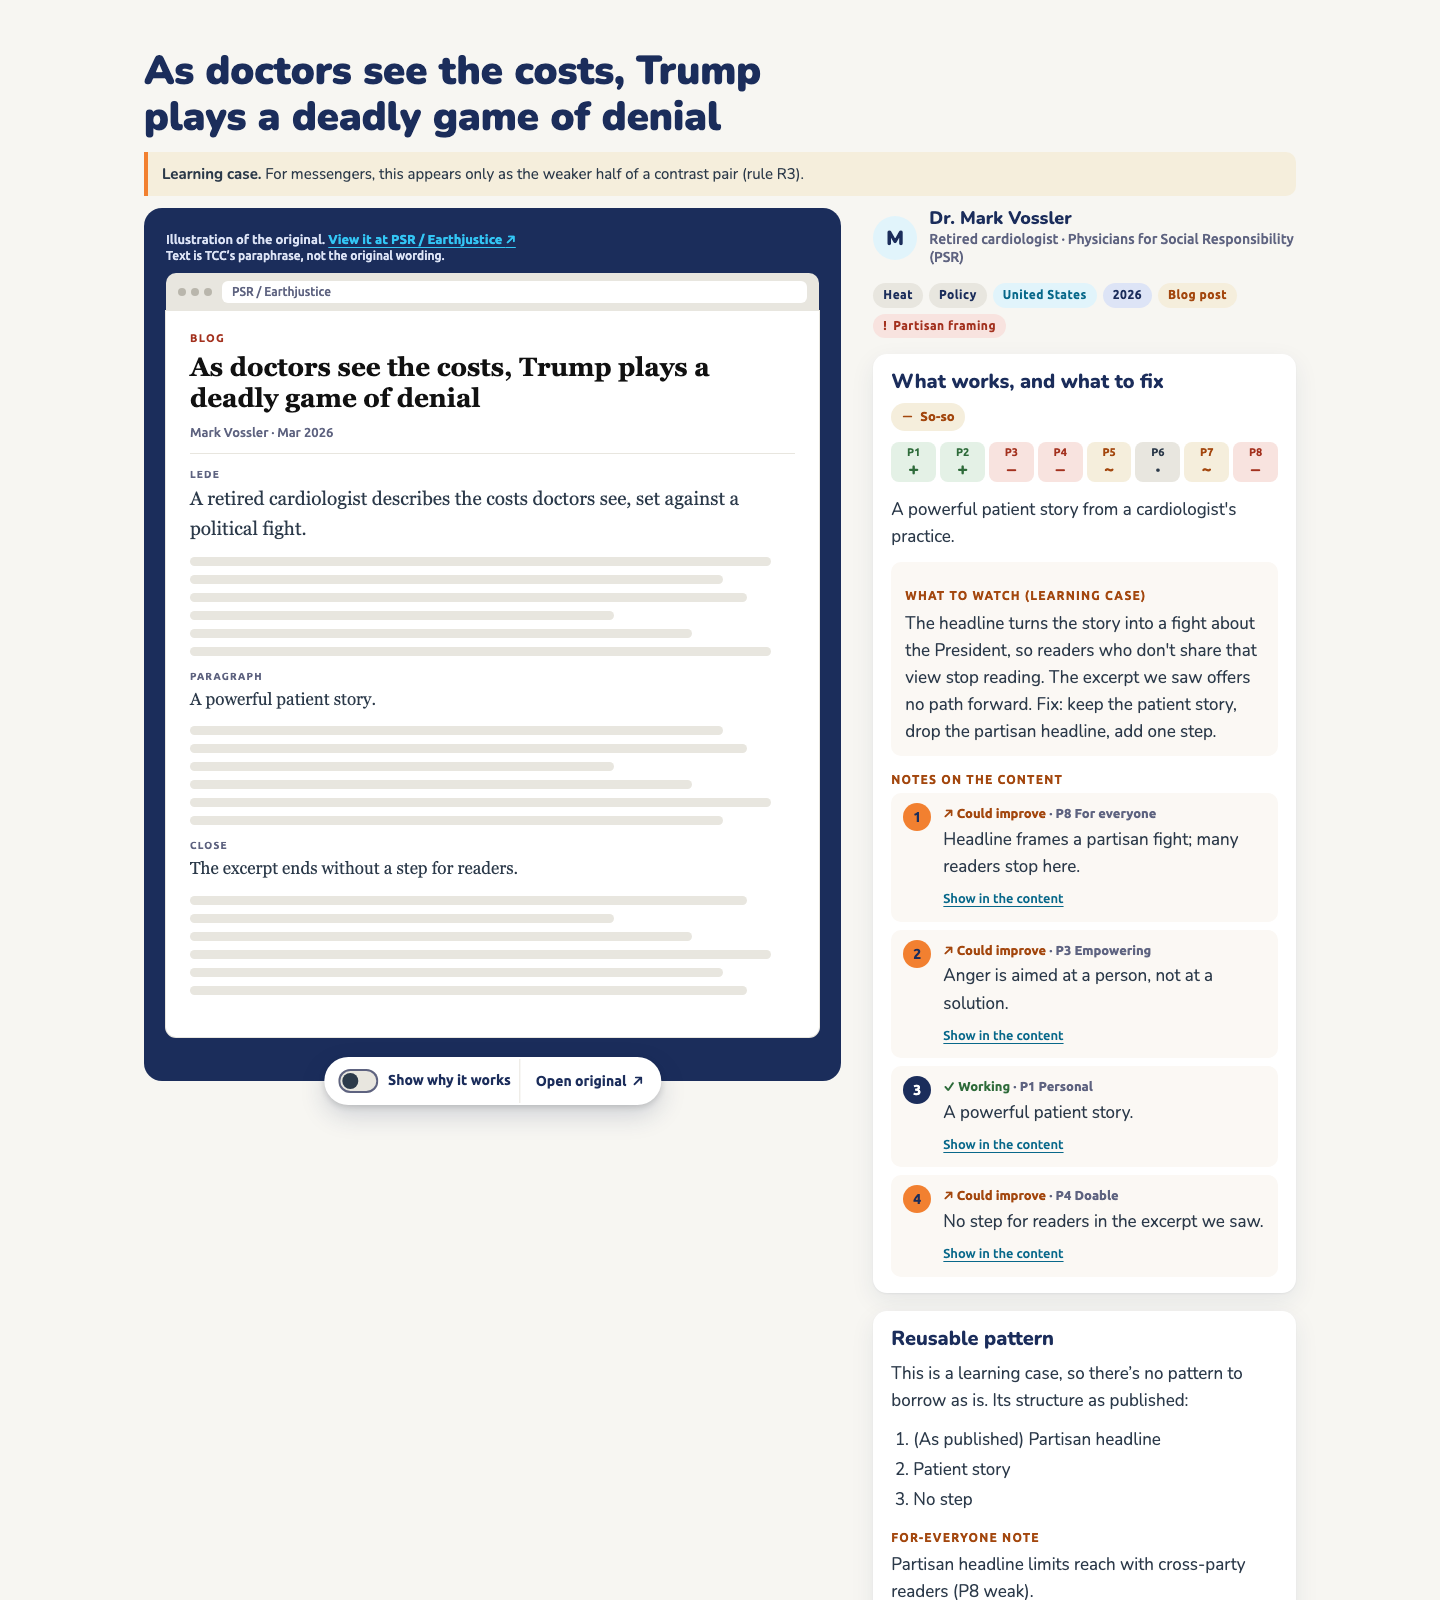 As doctors see the costs, Trump
plays a deadly game of denial
Learning case. For messengers, this appears only as the weaker half of a contrast pair (rule R3).
Illustration of the original. View it at PSR / Earthjustice ↗
Text is TCC's paraphrase, not the original wording.
PSR / Earthjustice
BLOG
As doctors see the costs, Trump plays a
deadly game of denial
Mark Vossler · Mar 2026
LEDE
A retired cardiologist describes the costs doctors see, set against a
political fight.
PARAGRAPH
A powerful patient story.
CLOSE
The excerpt ends without a step for readers.
Show why it works
Open original ↗
M
Dr. Mark Vossler
Retired cardiologist · Physicians for Social Responsibility
(PSR)
Heat
Policy
United States
2026
Blog post
! Partisan framing
What works, and what to fix
– So-so
P1 P2 P3 P4 P5 P6 P7 P8
+ + – – ~ · ~ –
A powerful patient story from a cardiologist's
practice.
WHAT TO WATCH (LEARNING CASE)
The headline turns the story into a fight about
the President, so readers who don't share that
view stop reading. The excerpt we saw offers
no path forward. Fix: keep the patient story,
drop the partisan headline, add one step.
NOTES ON THE CONTENT
1
↗ Could improve · P8 For everyone
Headline frames a partisan fight; many
readers stop here.
Show in the content
2
↗ Could improve · P3 Empowering
Anger is aimed at a person, not at a
solution.
Show in the content
3
✓ Working · P1 Personal
A powerful patient story.
Show in the content
4
↗ Could improve · P4 Doable
No step for readers in the excerpt we saw.
Show in the content
Reusable pattern
This is a learning case, so there's no pattern to
borrow as is. Its structure as published:
1. (As published) Partisan headline
2. Patient story
3. No step
FOR-EVERYONE NOTE
Partisan headline limits reach with cross-party
readers (P8 weak).